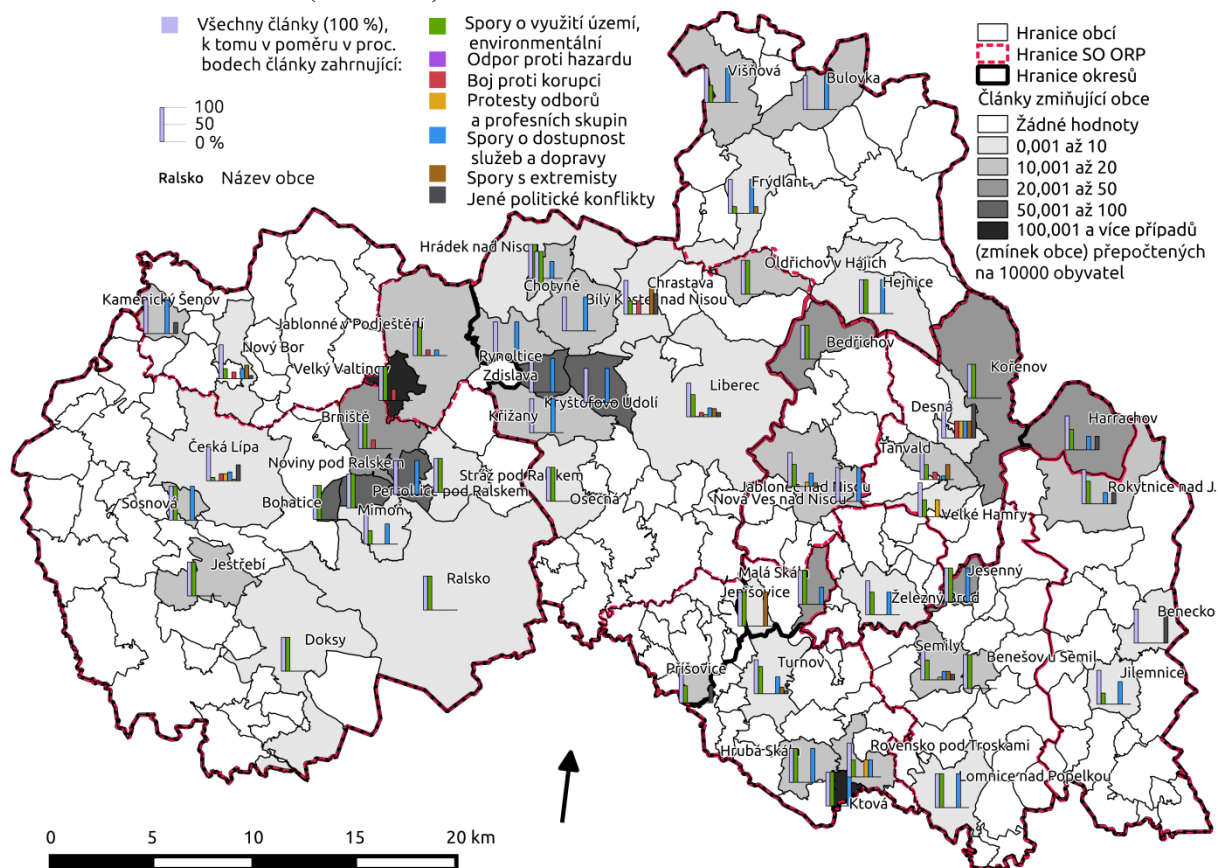 Všechny články (100 %),
k tomu v poměru v proc.
bodech články zahrnující:
100
50
0 %
Ralsko Název obce
Spory o využití území,
environmentální
Odpor proti hazardu
Boj proti korupci
Protesty odborů
a profesních skupin
Spory o dostupnost
služeb a dopravy
Spory s extremisty
Jené politické konflikty
Hranice obcí
Hranice SO ORP
Hranice okresů
Články zmiňující obce
Žádné hodnoty
0,001 až 10
10,001 až 20
20,001 až 50
50,001 až 100
100,001 a více případů
(zmínek obce) přepočtených
na 10000 obyvatel
Višňová
Bulovka
Frýdlant
Hrádek nad Nisou
Oldřichov v Hájích
Chotyně
Chrastava
Hejnice
Bílý Kostel nad Nisou
Kamenický Šenov
Jablonné v Podještědí
Bedřichov
Nový Bor
Rynoltice
Kořenov
Velký Valtinov
Zdislava
Liberec
Kryštofovo Údolí
Desná
Brniště
Křižany
Harrachov
Česká Lípa
Tanvald
Noviny pod Ralskem
Stráž pod Ralskem
Jablonec nad Nisou
Rokytnice nad J.
Pertoltice pod Ralskem
Osečná
Nová Ves nad Nisou
Sosnová
Bohatice
Mimoň
Velké Hamry
Jestřebí
Ralsko
Malá Skála
Jesenný
Jenišovice
Železný Brod
Benecko
Doksy
Semily
Příšovice
Turnov
Benešov u Semil
Jilemnice
Hrubá Skála
Rovensko pod Troskami
Lomnice nad Popelkou
Ktová
0 5 10 15 20 km